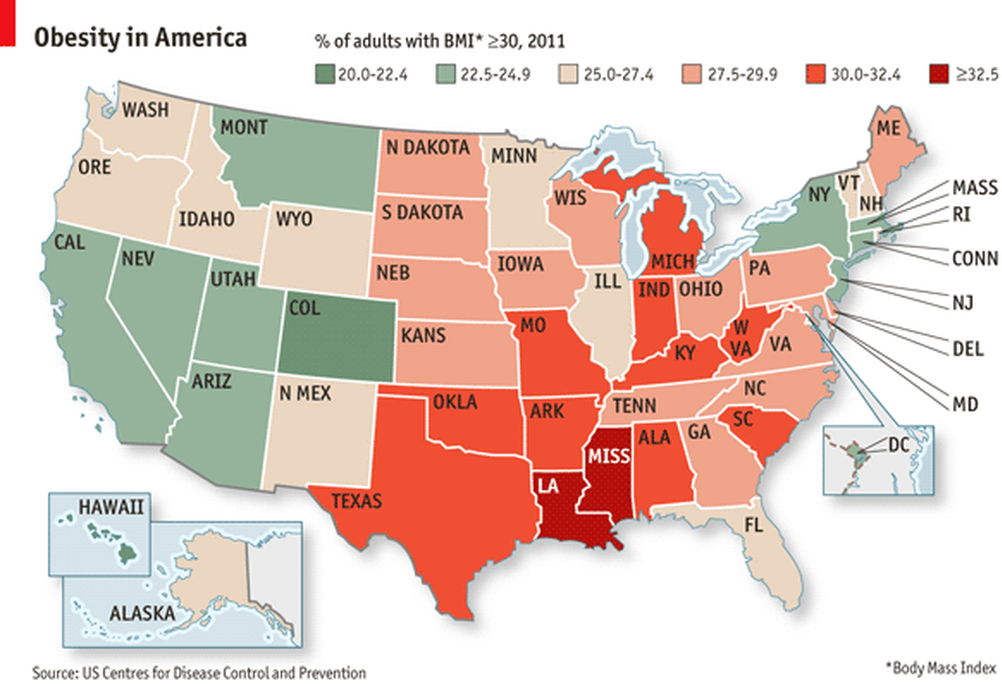 Obesity in America
% of adults with BMI* ≥30, 2011
20.0-22.4 22.5-24.9 25.0-27.4 27.5-29.9 30.0-32.4 ≥32.5
WASH
MONT
N DAKOTA
MINN
ME
ORE
IDAHO
WYO
S DAKOTA
WIS
MICH
NY
VT
NH
MASS
RI
CONN
NJ
DEL
MD
DC
CAL
NEV
UTAH
COL
NEB
IOWA
ILL
IND
OHIO
PA
KANS
MO
KY
W
VA
VA
ARIZ
N MEX
OKLA
ARK
TENN
NC
SC
TEXAS
LA
MISS
ALA
GA
FL
HAWAII
ALASKA
Source: US Centres for Disease Control and Prevention
*Body Mass Index